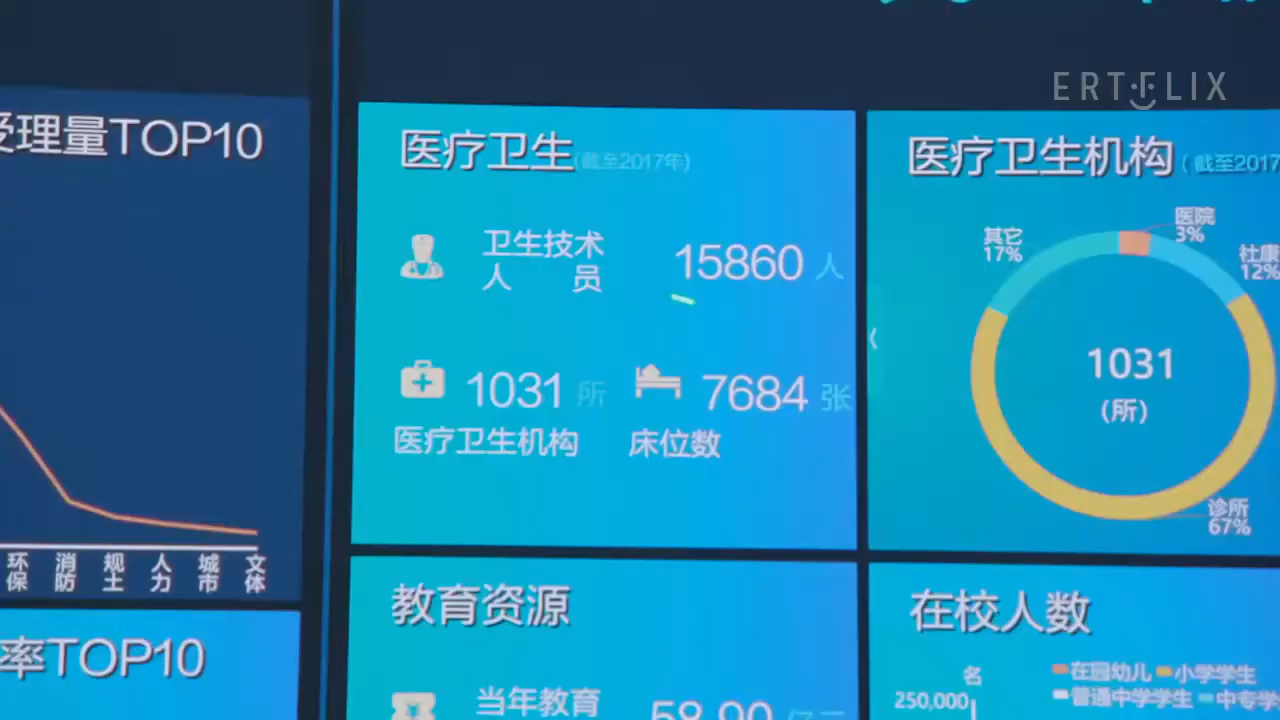 ERTFLIX
受理量TOP10
环保 消防 规土 人力 城市 文体
率TOP10
医疗卫生(截至2017年)
卫生技术
人 员
15860 人
1031 所
医疗卫生机构
7684 张
床位数
医疗卫生机构(截至2017
医院
3%
社康
12%
其它
17%
1031
(所)
诊所
67%
教育资源
当年教育
58.90
在校人数
名
250,000
在园幼儿 小学学生
普通中学学生 中专学